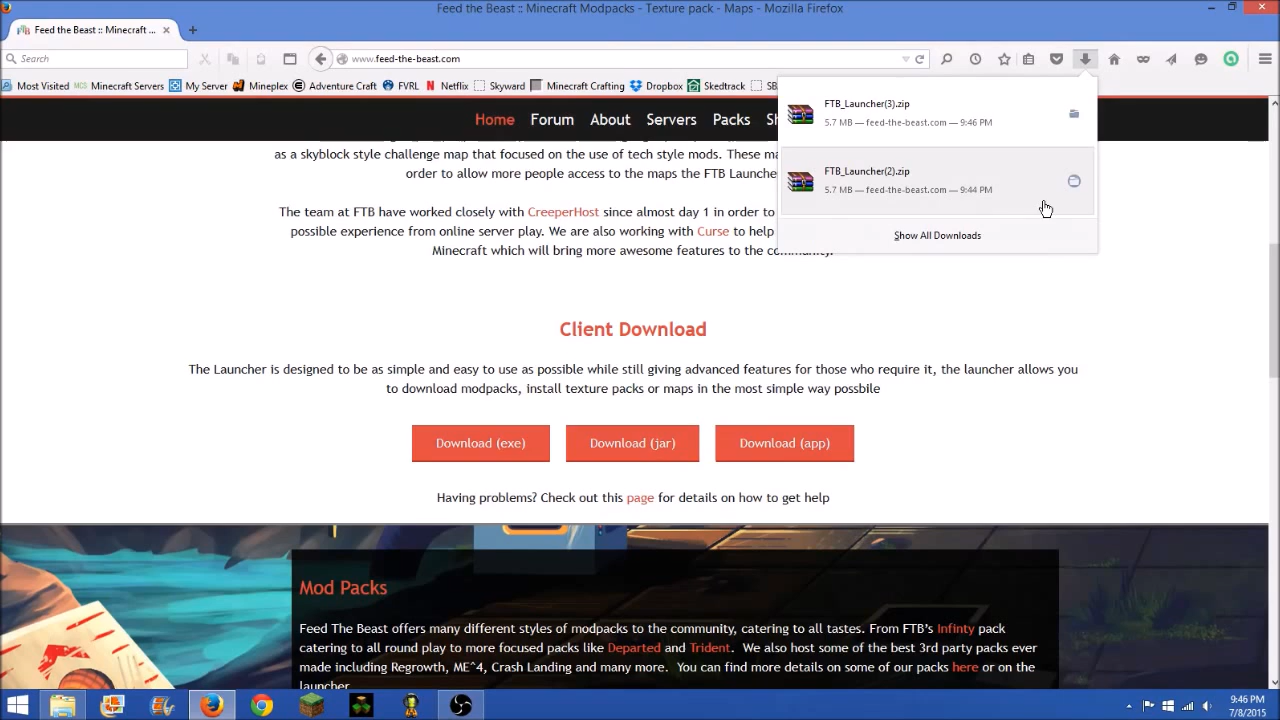 Feed the Beast :: Minecraft Modpacks - Texture pack - Maps - Mozilla Firefox
Feed the Beast :: Minecraft ...
Search
www.feed-the-beast.com
Most Visited MCS Minecraft Servers My Server Mineplex Adventure Craft FVRL Netflix Skyward Minecraft Crafting Dropbox Skedtrack SB
FTB_Launcher(3).zip
5.7 MB — feed-the-beast.com — 9:46 PM
FTB_Launcher(2).zip
5.7 MB — feed-the-beast.com — 9:44 PM
Show All Downloads
Home Forum About Servers Packs Sh
as a skyblock style challenge map that focused on the use of tech style mods. These ma
order to allow more people access to the maps the FTB Launcher
The team at FTB have worked closely with CreeperHost since almost day 1 in order to
possible experience from online server play. We are also working with Curse to help
Minecraft which will bring more awesome features to the community.
Client Download
The Launcher is designed to be as simple and easy to use as possible while still giving advanced features for those who require it, the launcher allows you
to download modpacks, install texture packs or maps in the most simple way possbile
Download (exe) Download (jar) Download (app)
Having problems? Check out this page for details on how to get help
Mod Packs
Feed The Beast offers many different styles of modpacks to the community, catering to all tastes. From FTB's Infinty pack
catering to all round play to more focused packs like Departed and Trident. We also host some of the best 3rd party packs ever
made including Regrowth, ME^4, Crash Landing and many more. You can find more details on some of our packs here or on the
launcher
9:46 PM
7/8/2015